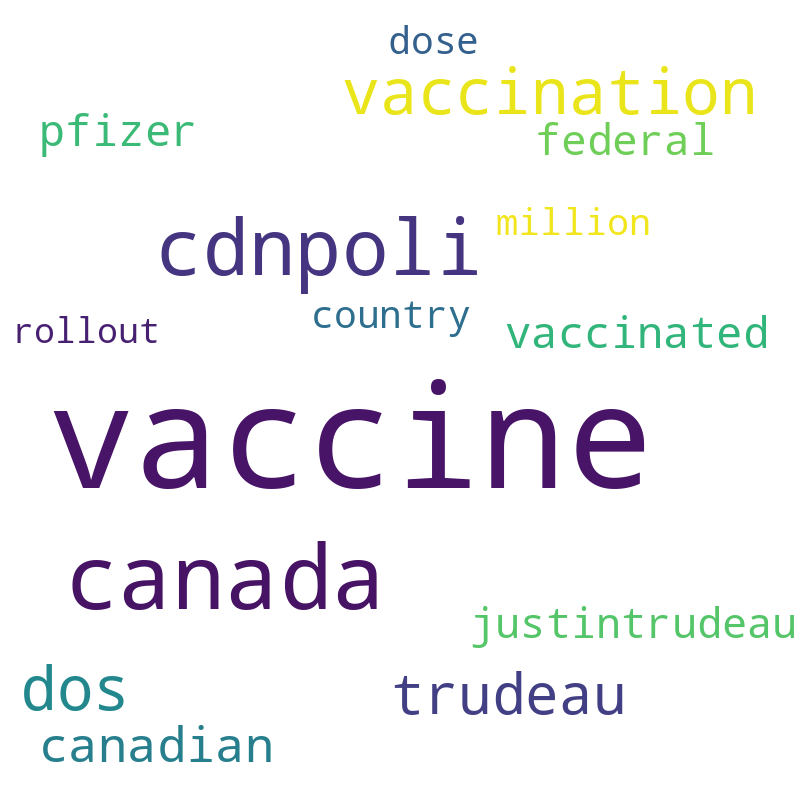 dose
vaccination
pfizer
federal
million
cdnpoli
country
rollout
vaccinated
vaccine
canada
justintrudeau
dos
trudeau
canadian